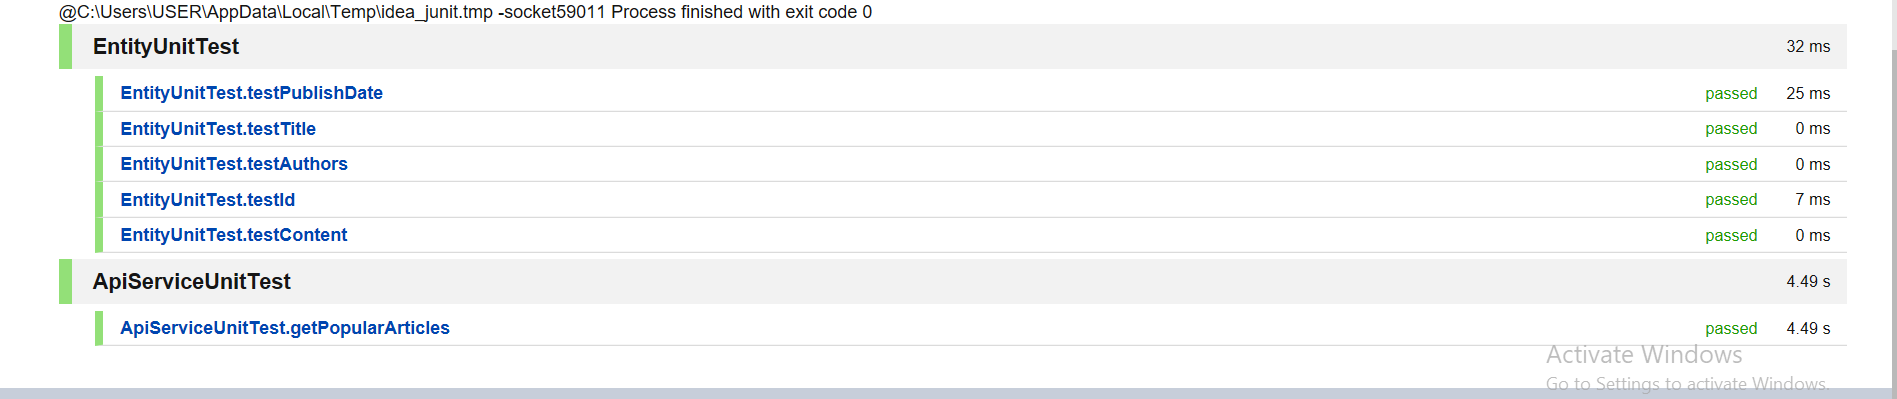 @C:\Users\USER\AppData\Local\Temp\idea_junit.tmp -socket59011 Process finished with exit code 0
EntityUnitTest 32 ms
EntityUnitTest.testPublishDate passed 25 ms
EntityUnitTest.testTitle passed 0 ms
EntityUnitTest.testAuthors passed 0 ms
EntityUnitTest.testId passed 7 ms
EntityUnitTest.testContent passed 0 ms
ApiServiceUnitTest 4.49 s
ApiServiceUnitTest.getPopularArticles passed 4.49 s
Activate Windows
Go to Settings to activate Windows.